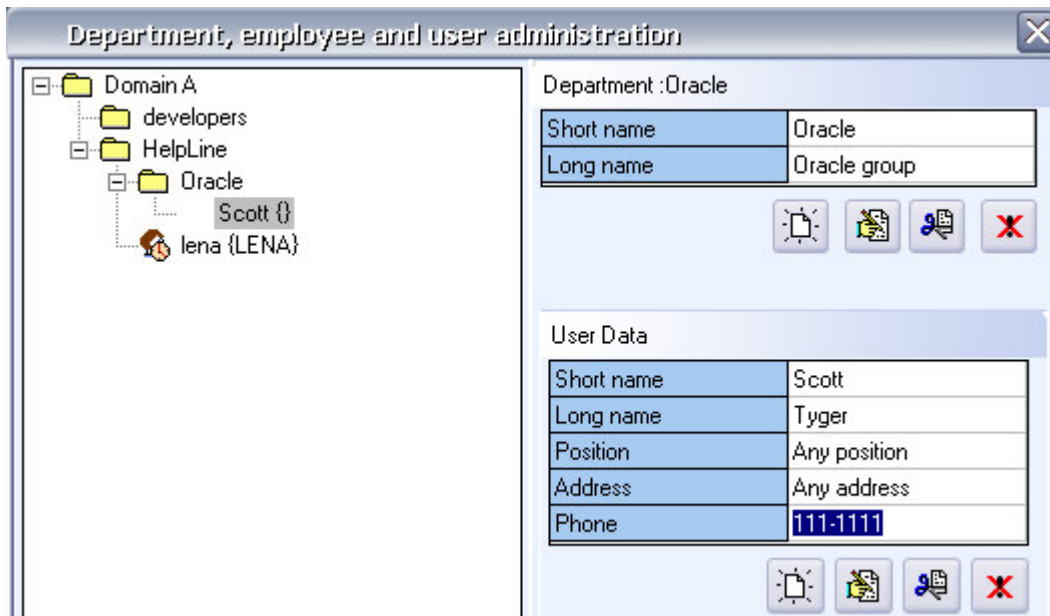 Department, employee and user administration
Domain A
developers
HelpLine
Oracle
Scott {}
lena {LENA}
Department :Oracle
Short name Oracle
Long name Oracle group
User Data
Short name Scott
Long name Tyger
Position Any position
Address Any address
Phone 111-1111